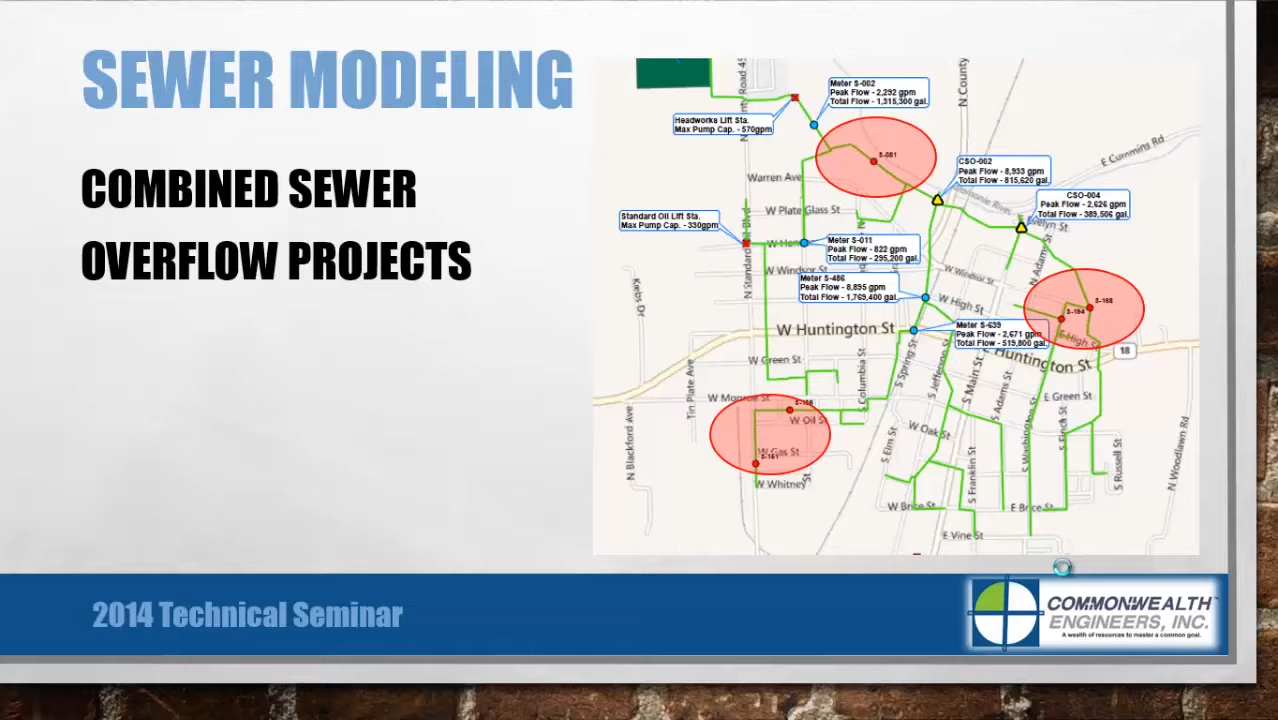 SEWER MODELING
COMBINED SEWER
OVERFLOW PROJECTS
N County
Meter S-002
Peak Flow - 2,292 gpm
Total Flow - 1,315,300 gal.
Headworks Lift Sta.
Max Pump Cap. - 570gpm
E Cummins Rd
S-081
CSO-002
Peak Flow - 8,933 gpm
Total Flow - 815,620 gal.
Warren Ave
CSO-004
Peak Flow - 2,626 gpm
Total Flow - 389,506 gal.
W Plate Glass St
Standard Oil Lift Sta.
Max Pump Cap. - 330gpm
Meter S-011
Peak Flow - 822 gpm
Total Flow - 295,200 gal.
W Windsor St
W Windsor St
Meter S-486
Peak Flow - 8,895 gpm
Total Flow - 1,769,400 gal.
W High St
Meter S-639
Peak Flow - 2,671 gpm
Total Flow - 519,800 gal.
E High St
W Huntington St
Huntington St
18
W Green St
S Spring St
S Jefferson St
S Main St
S Adams St
S Columbia St
Tin Plate Ave
E Green St
W Monroe St
W Oil St
W Oak St
S Elm St
S Washington St
S Finch St
N Blackford Ave
W Gas St
S Franklin St
S Russell St
N Woodlawn Rd
W Whitney
E Vine St
2014 Technical Seminar
COMMONWEALTH
ENGINEERS, INC.
A wealth of resources to master a common goal.